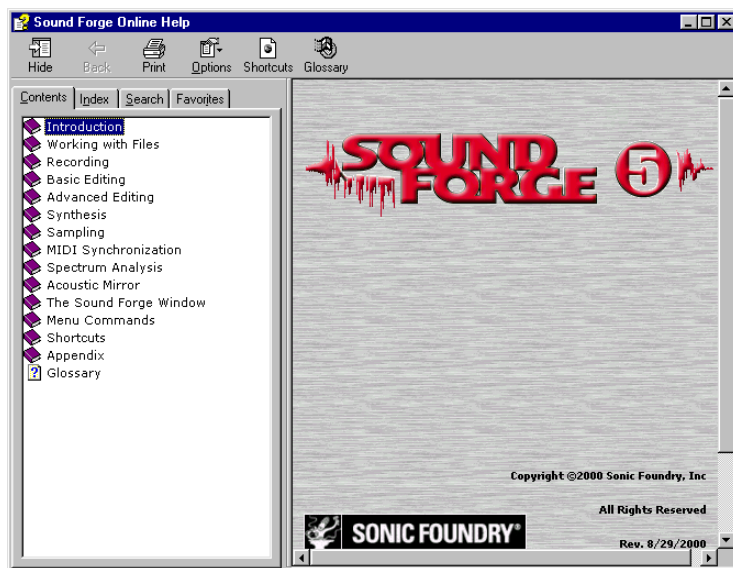 Sound Forge Online Help
Hide Back Print Options Shortcuts Glossary
Contents Index Search Favorites
Introduction
Working with Files
Recording
Basic Editing
Advanced Editing
Synthesis
Sampling
MIDI Synchronization
Spectrum Analysis
Acoustic Mirror
The Sound Forge Window
Menu Commands
Shortcuts
Appendix
Glossary
SOUND
FORGE 5
Copyright ©2000 Sonic Foundry, Inc
All Rights Reserved
SONIC FOUNDRY®
Rev. 8/29/2000